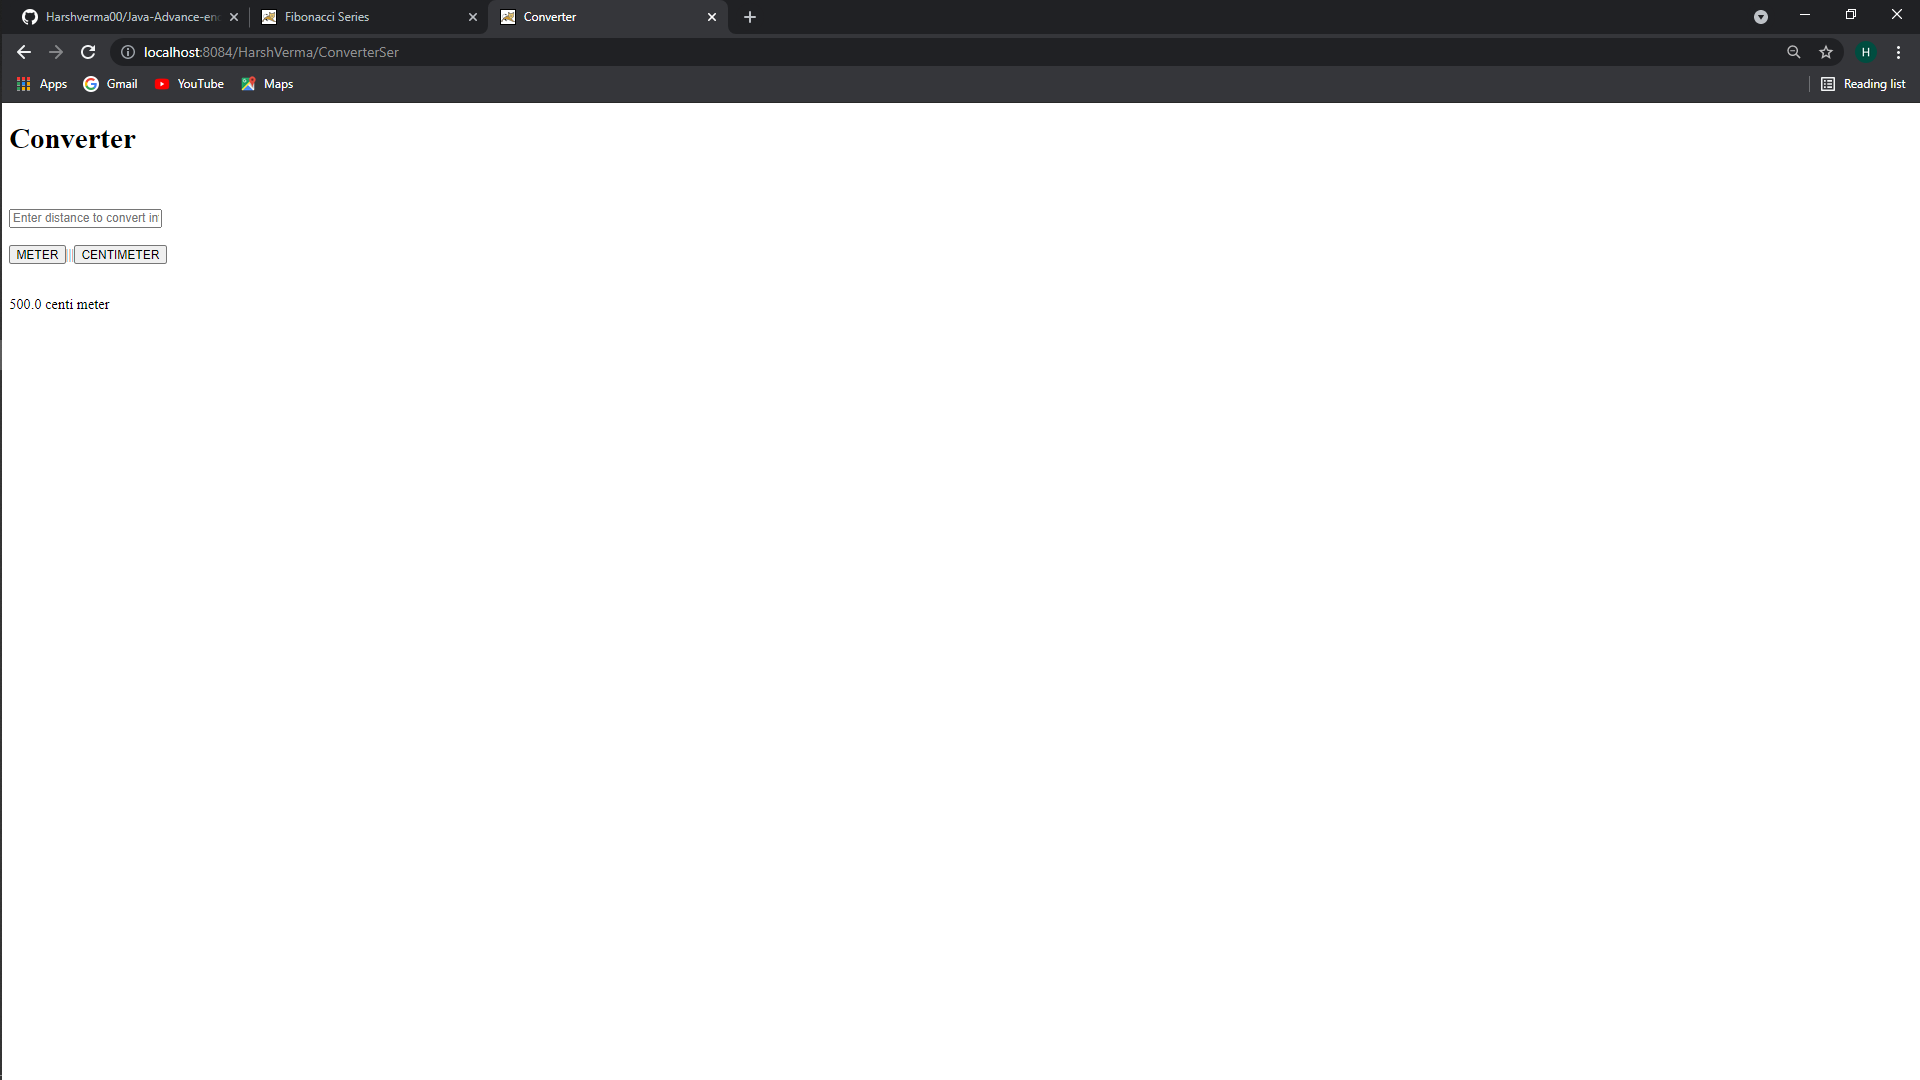 Harshverma00/Java-Advance-en
Fibonacci Series
Converter
localhost:8084/HarshVerma/ConverterSer
H
Apps
Gmail
YouTube
Maps
Reading list
Converter
Enter distance to convert in
METER ||| CENTIMETER
500.0 centi meter